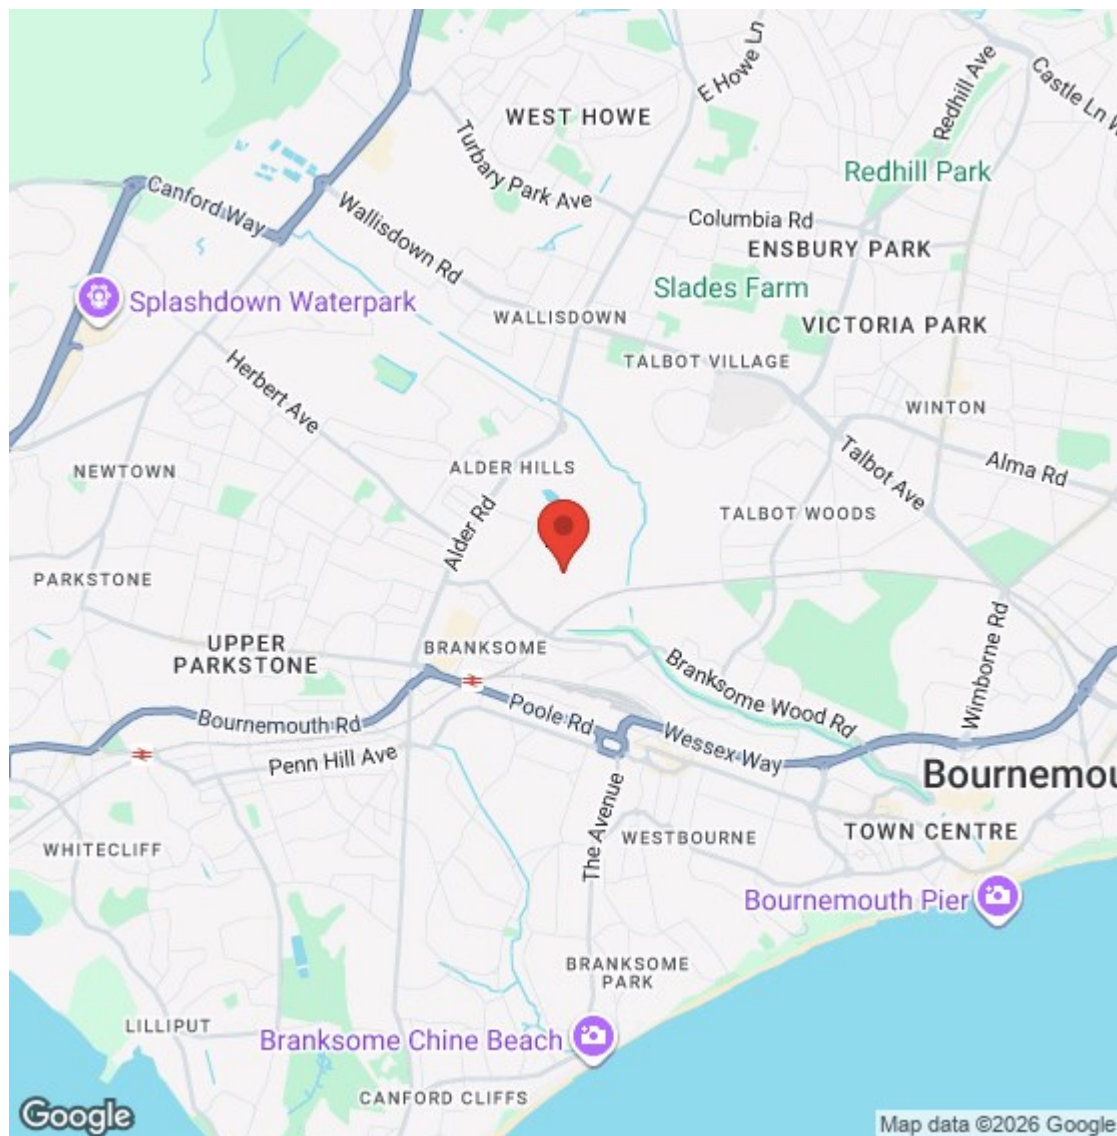 E Howe Ln
Redhill Ave
Castle Ln W
WEST HOWE
Turbary Park Ave
Redhill Park
Canford Way
Wallisdown Rd
Columbia Rd
ENSBURY PARK
Slades Farm
Splashdown Waterpark
WALLISDOWN
VICTORIA PARK
TALBOT VILLAGE
Herbert Ave
WINTON
NEWTOWN
ALDER HILLS
Talbot Ave
Alma Rd
Alder Rd
TALBOT WOODS
PARKSTONE
UPPER
PARKSTONE
BRANKSOME
Wimborne Rd
Branksome Wood Rd
Bournemouth Rd
Poole Rd
Wessex Way
Penn Hill Ave
Bournemou
The Avenue
WESTBOURNE
TOWN CENTRE
WHITECLIFF
Bournemouth Pier
BRANKSOME
PARK
LILLIPUT
Branksome Chine Beach
CANFORD CLIFFS
Google
Map data ©2026 Google